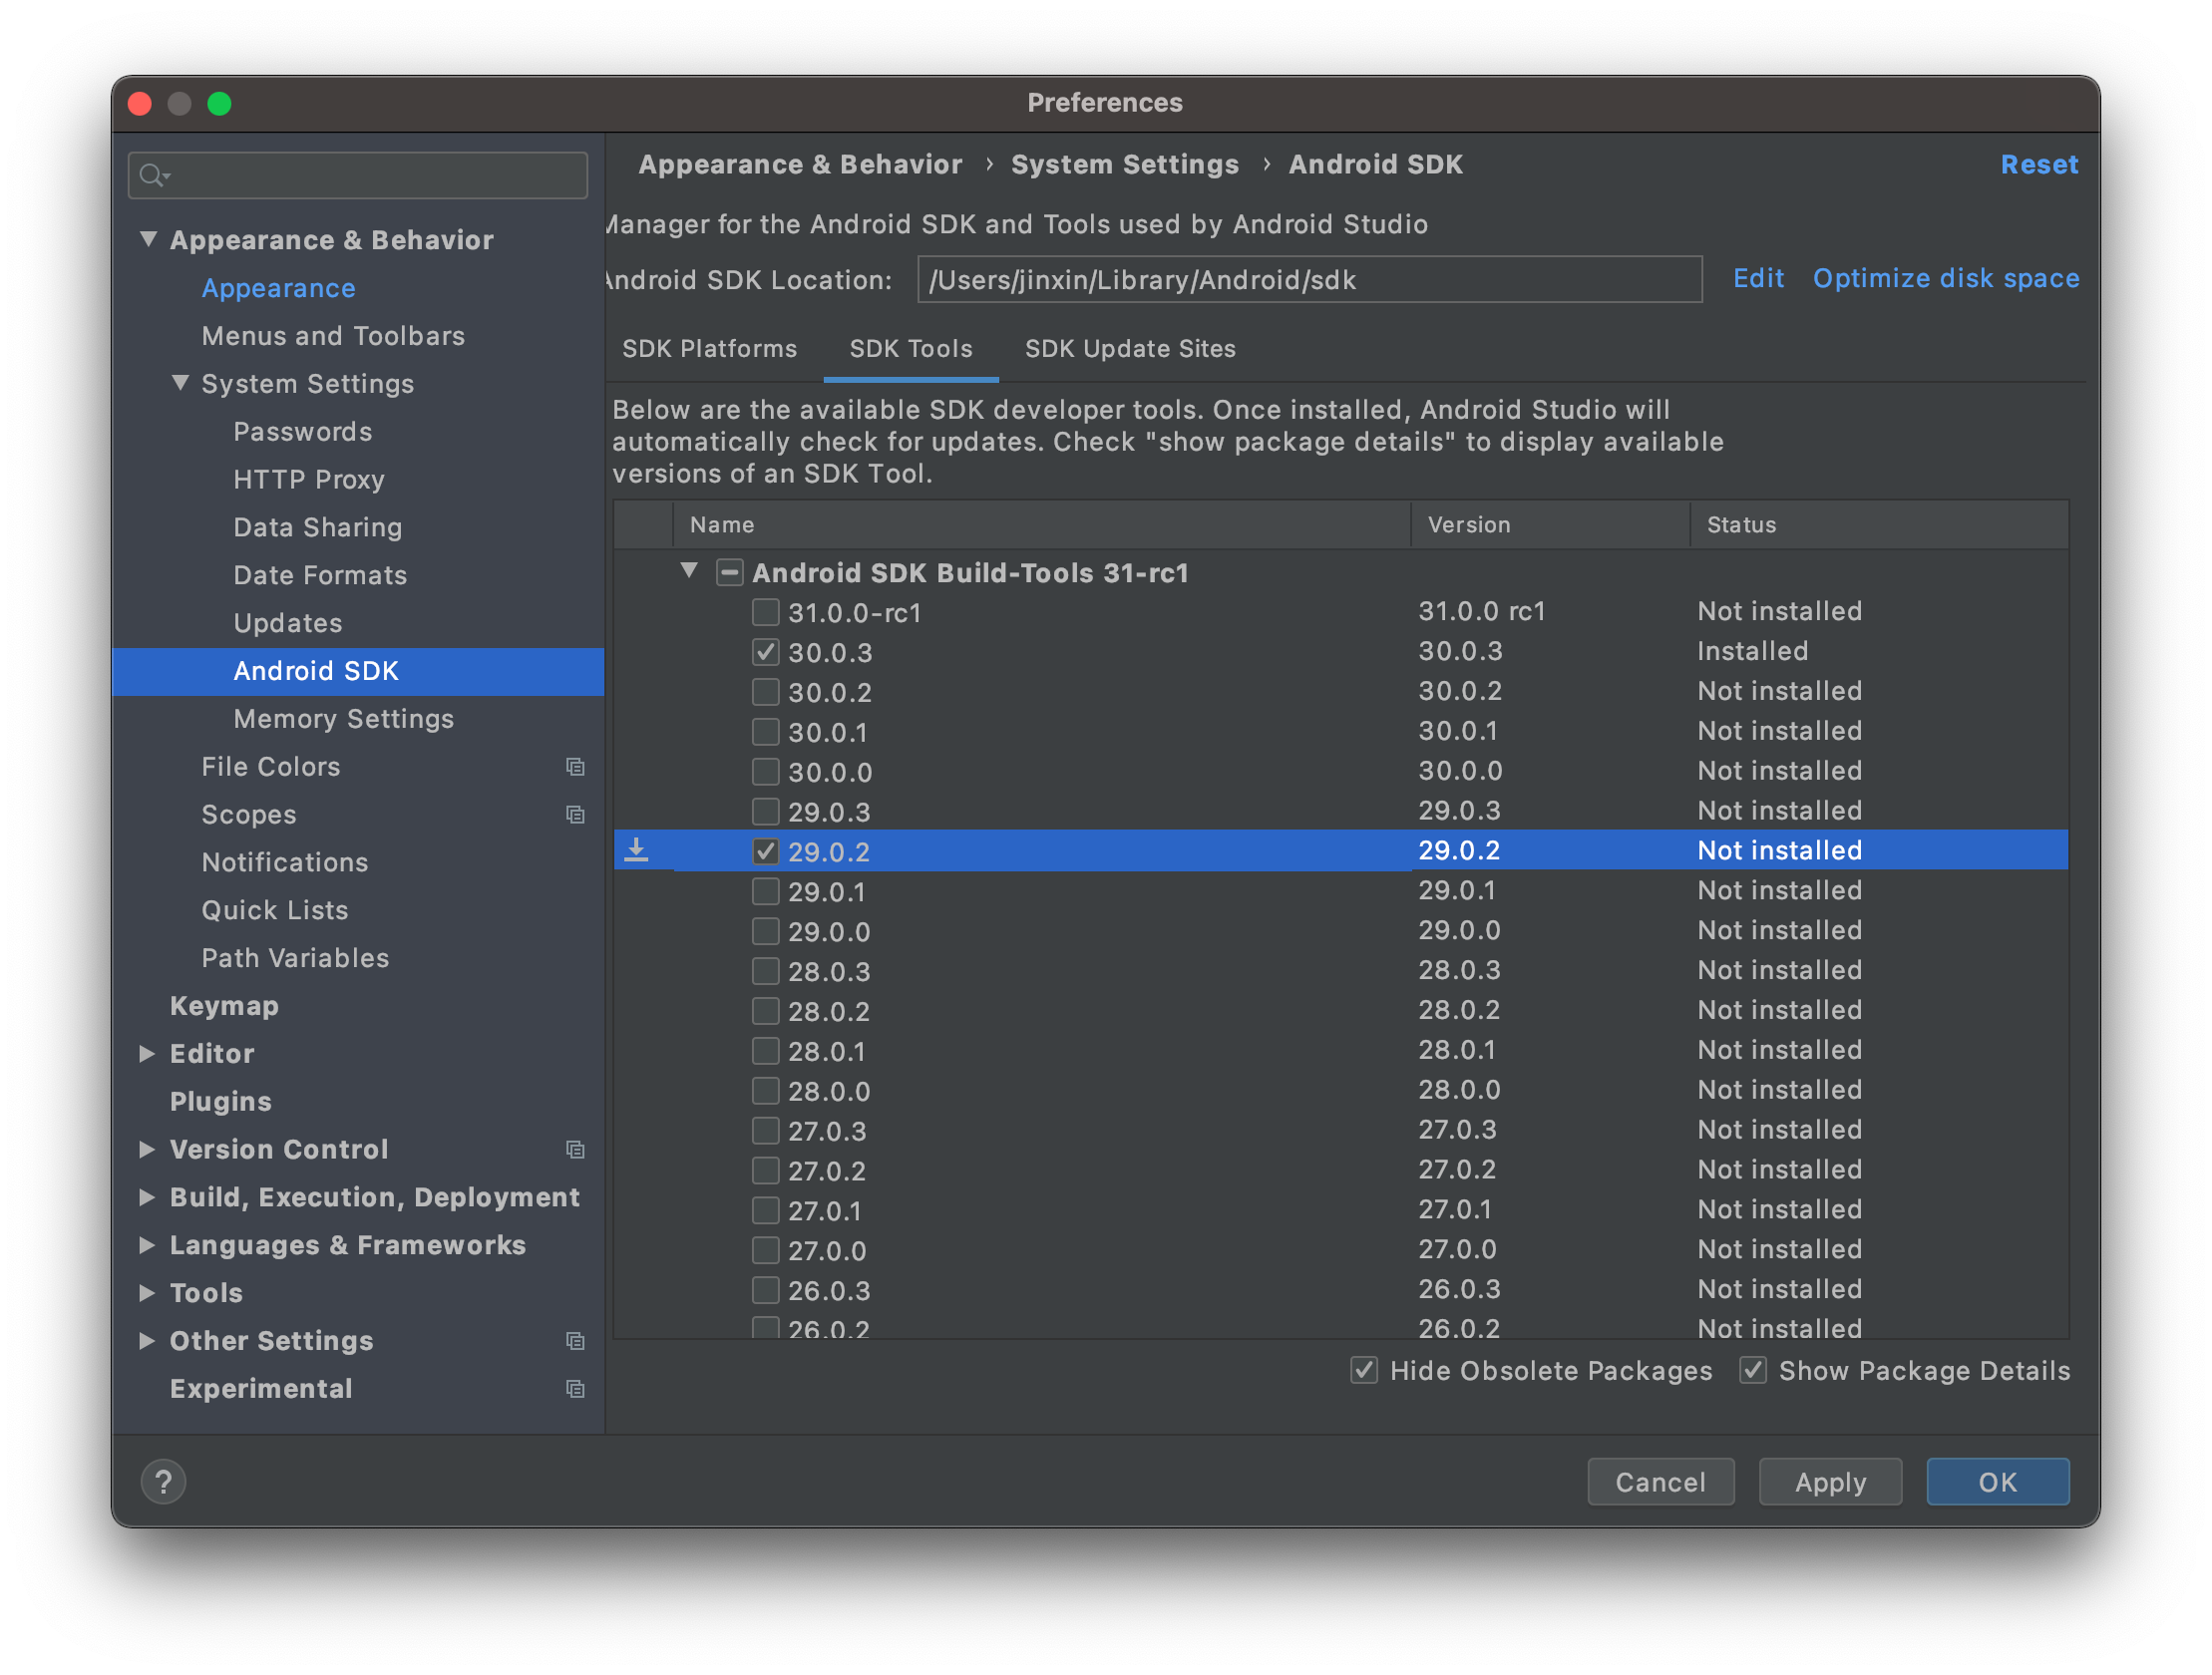 Preferences
Appearance & Behavior
Appearance
Menus and Toolbars
System Settings
Passwords
HTTP Proxy
Data Sharing
Date Formats
Updates
Android SDK
Memory Settings
File Colors
Scopes
Notifications
Quick Lists
Path Variables
Keymap
Editor
Plugins
Version Control
Build, Execution, Deployment
Languages & Frameworks
Tools
Other Settings
Experimental
Appearance & Behavior › System Settings › Android SDK Reset
Manager for the Android SDK and Tools used by Android Studio
Android SDK Location: /Users/jinxin/Library/Android/sdk Edit Optimize disk space
SDK Platforms SDK Tools SDK Update Sites
Below are the available SDK developer tools. Once installed, Android Studio will
automatically check for updates. Check "show package details" to display available
versions of an SDK Tool.
Name Version Status
Android SDK Build-Tools 31-rc1
31.0.0-rc1 31.0.0 rc1 Not installed
30.0.3 30.0.3 Installed
30.0.2 30.0.2 Not installed
30.0.1 30.0.1 Not installed
30.0.0 30.0.0 Not installed
29.0.3 29.0.3 Not installed
29.0.2 29.0.2 Not installed
29.0.1 29.0.1 Not installed
29.0.0 29.0.0 Not installed
28.0.3 28.0.3 Not installed
28.0.2 28.0.2 Not installed
28.0.1 28.0.1 Not installed
28.0.0 28.0.0 Not installed
27.0.3 27.0.3 Not installed
27.0.2 27.0.2 Not installed
27.0.1 27.0.1 Not installed
27.0.0 27.0.0 Not installed
26.0.3 26.0.3 Not installed
26.0.2 26.0.2 Not installed
Hide Obsolete Packages Show Package Details
? Cancel Apply OK